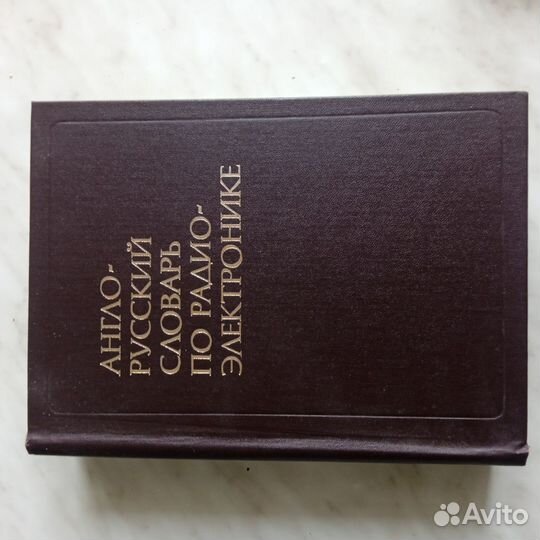 АНГЛО-
РУССКИЙ
СЛОВАРЬ
ПО РАДИО-
ЭЛЕКТРОНИКЕ
Avito